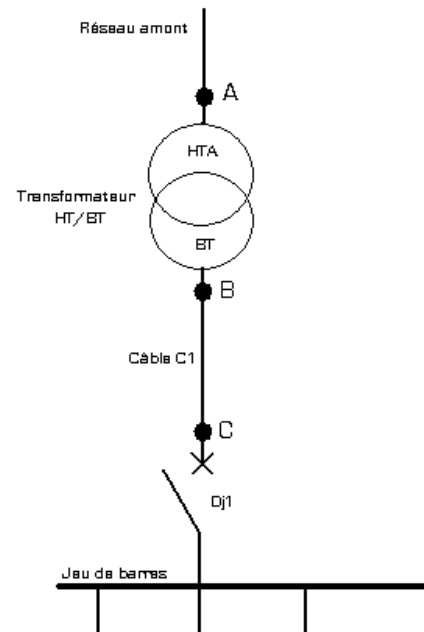 Réseau amont
A
HTA
Transformateur
HT/BT
BT
B
Câble C1
C
Dj1
Jeu de barres